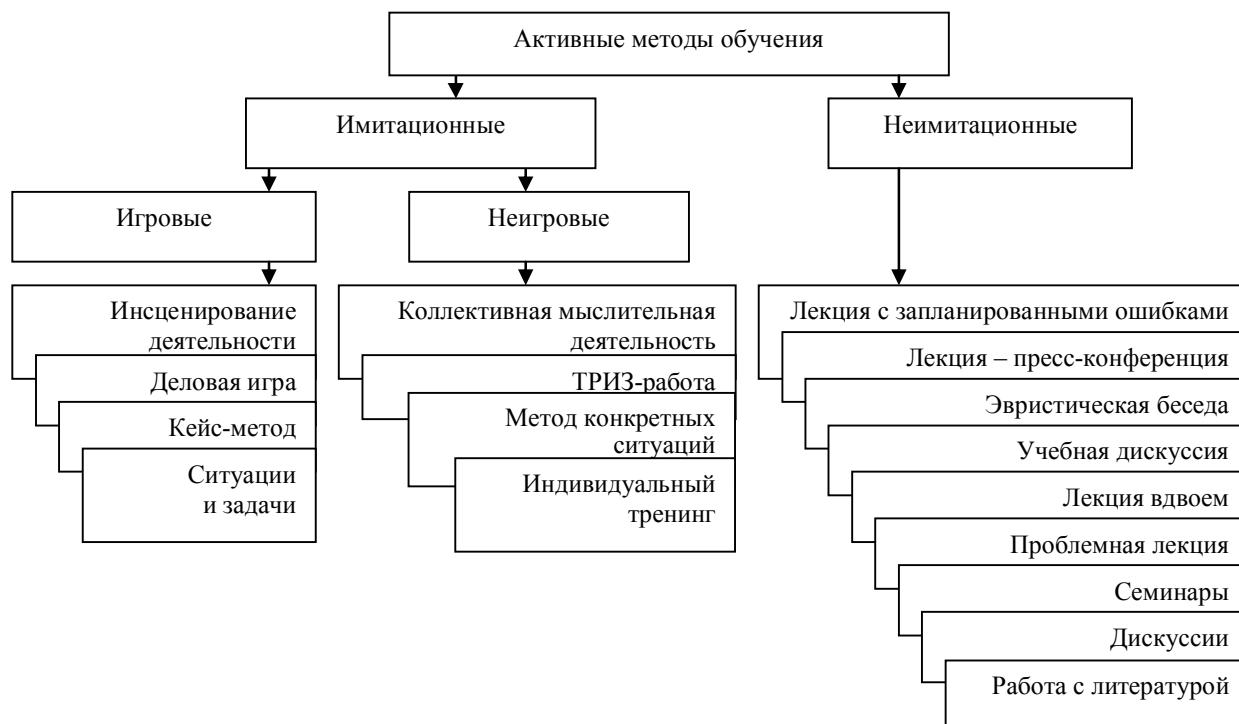 Активные методы обучения
Имитационные
Неимитационные
Игровые
Неигровые
Инсценирование
деятельности
Деловая игра
Кейс-метод
Ситуации
и задачи
Коллективная мыслительная
деятельность
ТРИЗ-работа
Метод конкретных
ситуаций
Индивидуальный
тренинг
Лекция с запланированными ошибками
Лекция – пресс-конференция
Эвристическая беседа
Учебная дискуссия
Лекция вдвоем
Проблемная лекция
Семинары
Дискуссии
Работа с литературой